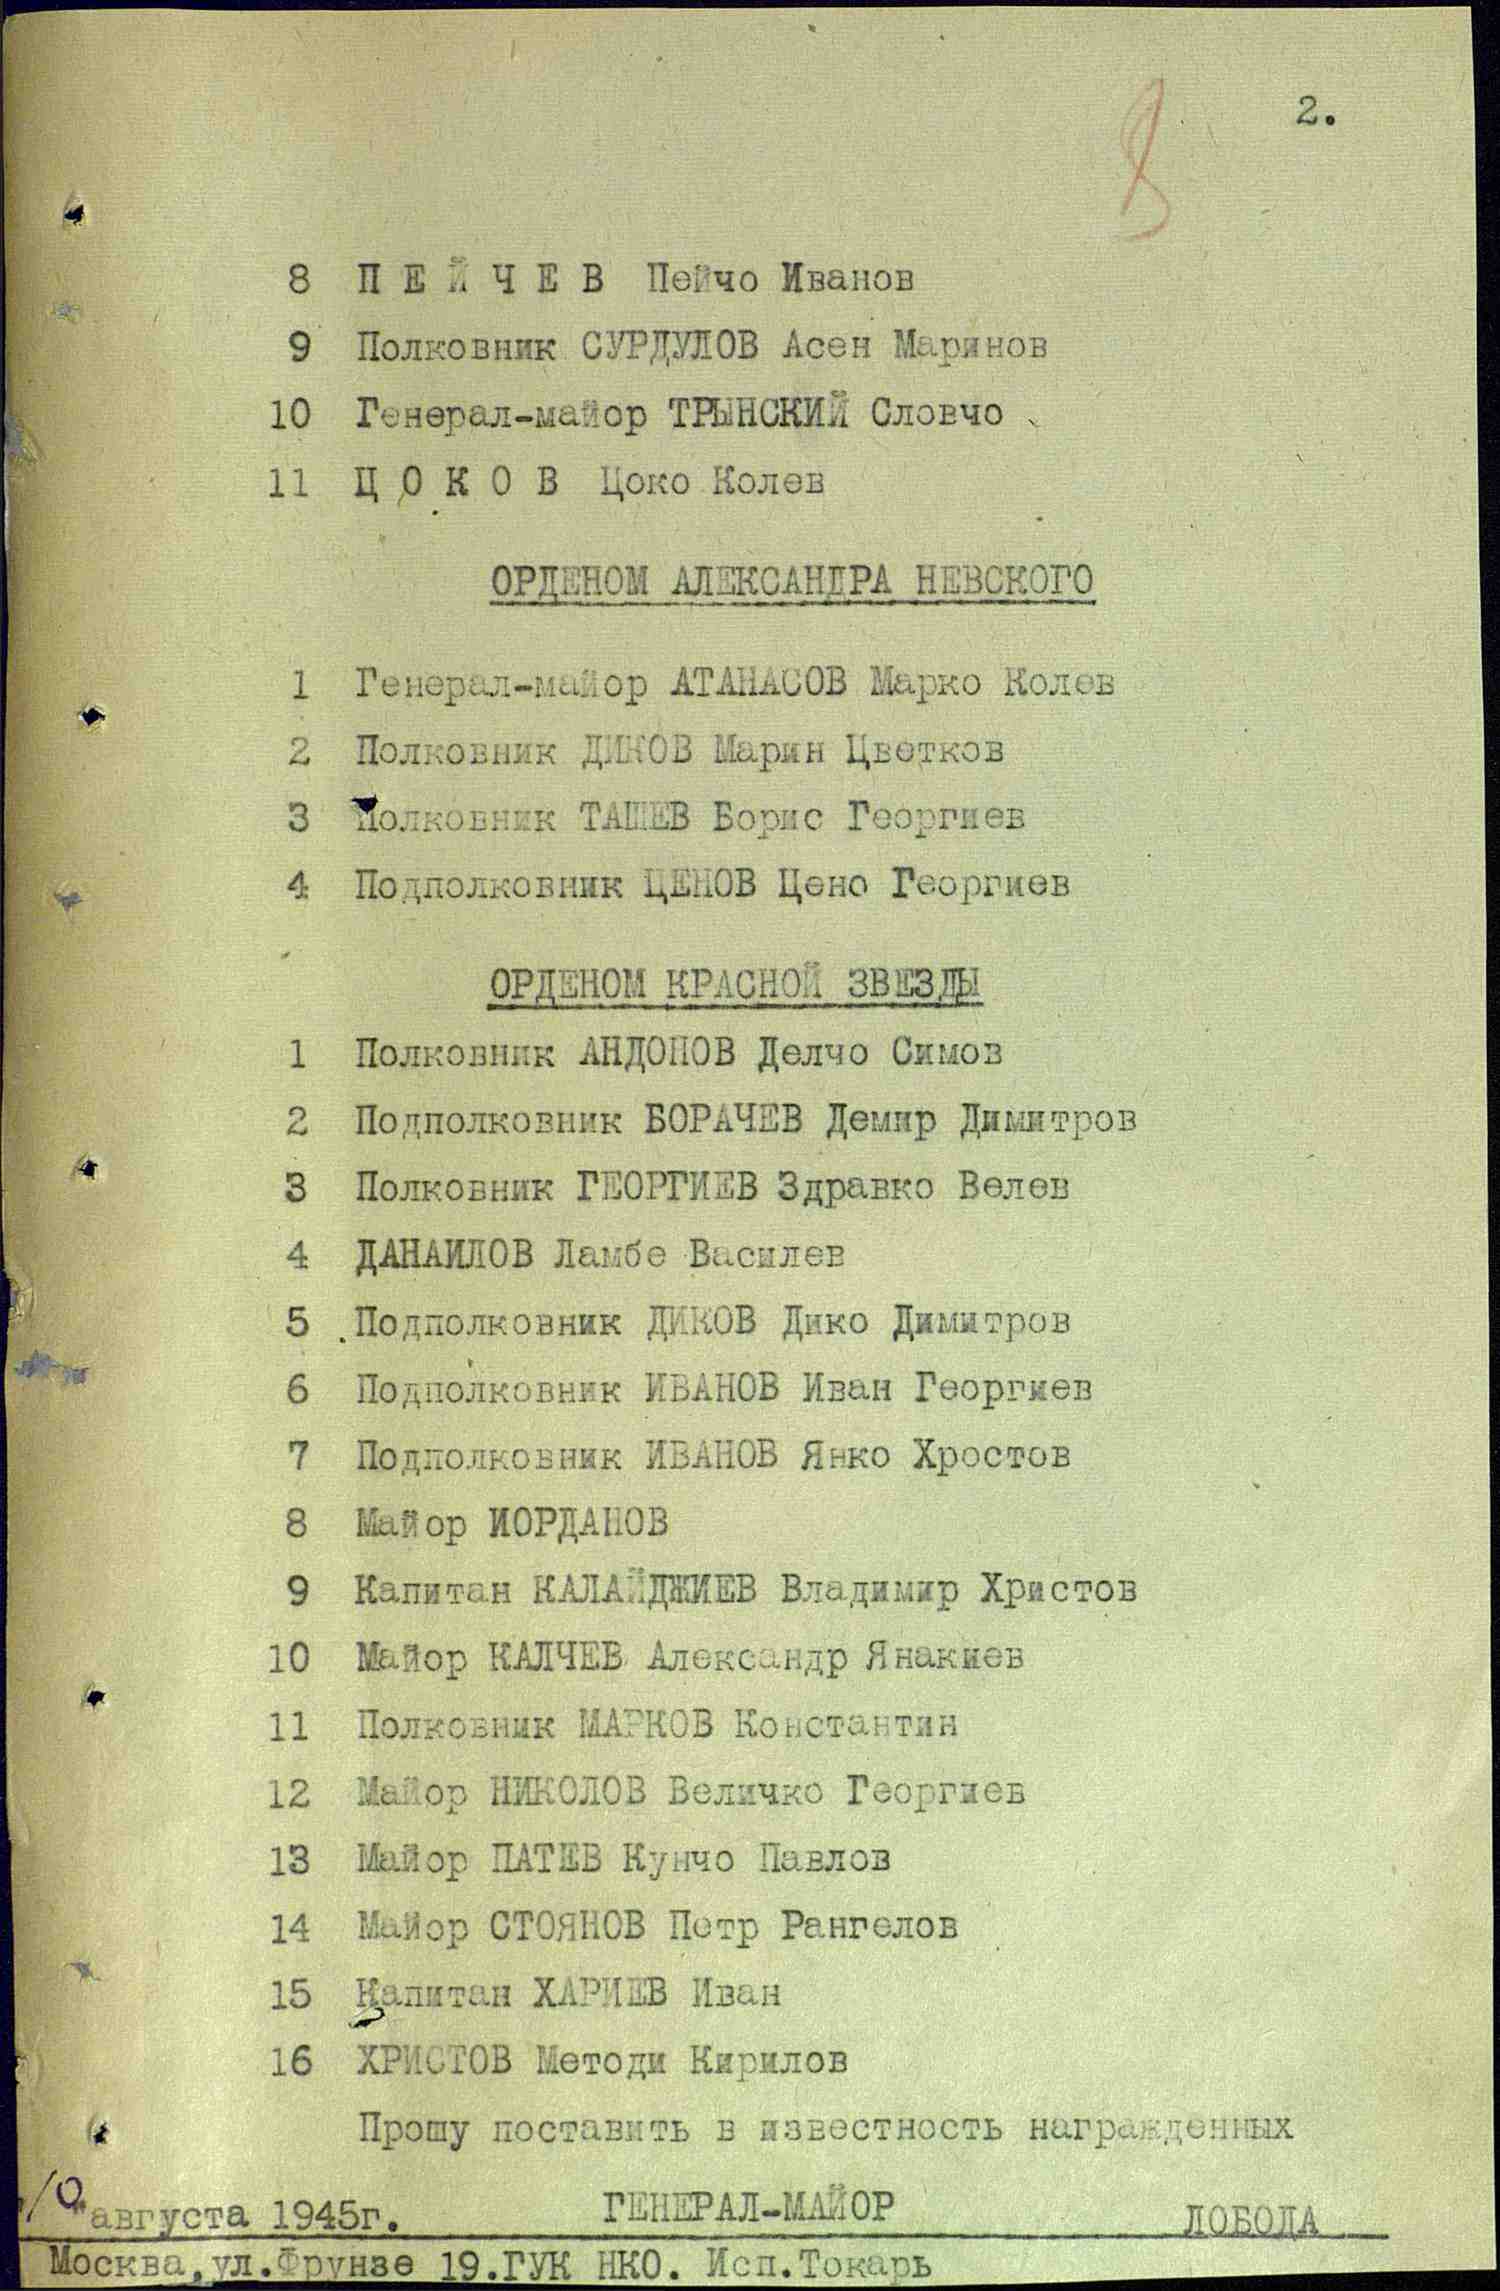 2.
8
8 П Е Й Ч Е В Пейчо Иванов
9 Полковник СУРДУЛОВ Асен Маринов
10 Генерал-майор ТРЫНСКИЙ Словчо
11 Ц О К О В Цоко Колев
ОРДЕНОМ АЛЕКСАНДРА НЕВСКОГО
1 Генерал-майор АТАНАСОВ Марко Колев
2 Полковник ДИКОВ Марин Цветков
3 Полковник ТАШЕВ Борис Георгиев
4 Подполковник ЦЕНОВ Цено Георгиев
ОРДЕНОМ КРАСНОЙ ЗВЕЗДЫ
1 Полковник АНДОНОВ Делчо Симов
2 Подполковник БОРАЧЕВ Демир Димитров
3 Полковник ГЕОРГИЕВ Здравко Велев
4 ДАНАИЛОВ Ламбе Василев
5 Подполковник ДИКОВ Дико Димитров
6 Подполковник ИВАНОВ Иван Георгиев
7 Подполковник ИВАНОВ Янко Хростов
8 Майор ИОРДАНОВ
9 Капитан КАЛАЙДЖИЕВ Владимир Христов
10 Майор КАЛЧЕВ Александр Янакиев
11 Полковник МАРКОВ Константин
12 Майор НИКОЛОВ Величко Георгиев
13 Майор ПАТЕВ Кунчо Павлов
14 Майор СТОЯНОВ Петр Рангелов
15 Капитан ХАРИЕВ Иван
16 ХРИСТОВ Методи Кирилов
Прошу поставить в известность награжденных
10" августа 1945г. ГЕНЕРАЛ-МАЙОР ЛОБОДА
Москва, ул.Фрунзе 19.ГУК НКО. Исп.Токарь